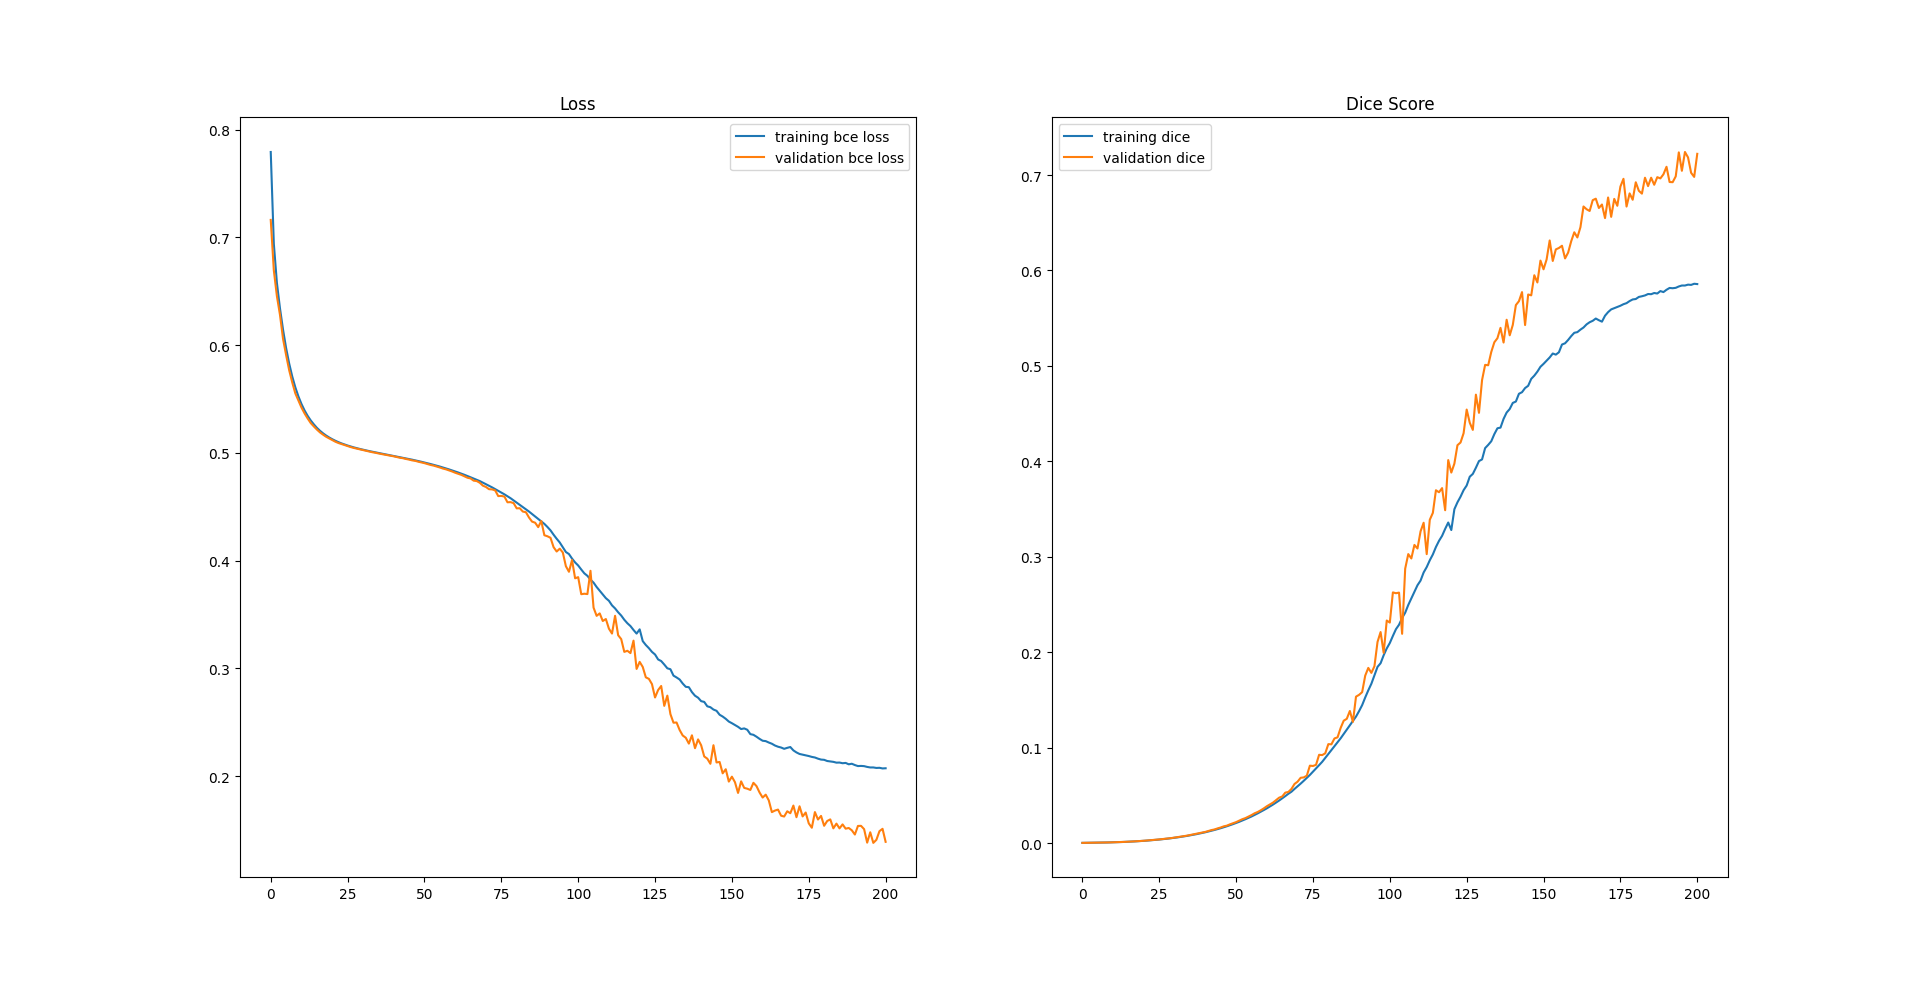 Loss
training bce loss
validation bce loss
0.8
0.7
0.6
0.5
0.4
0.3
0.2
0 25 50 75 100 125 150 175 200
Dice Score
training dice
validation dice
0.7
0.6
0.5
0.4
0.3
0.2
0.1
0.0
0 25 50 75 100 125 150 175 200